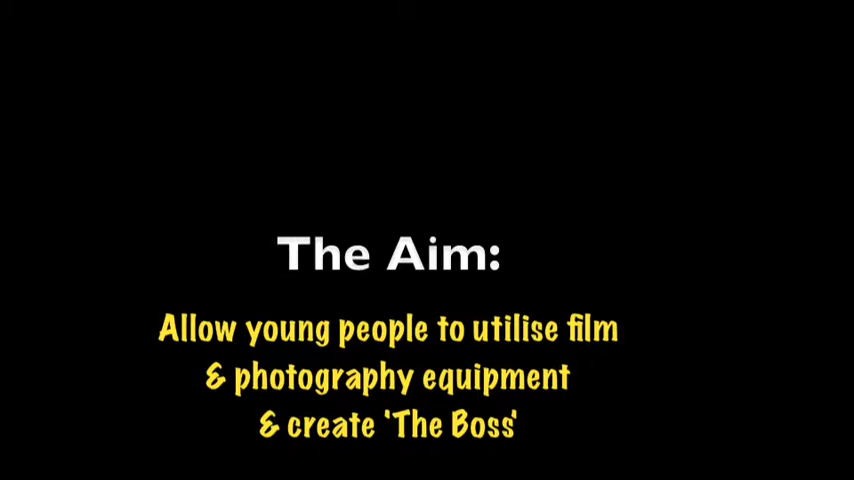 The Aim:
Allow young people to utilise film
& photography equipment
& create 'The Boss'